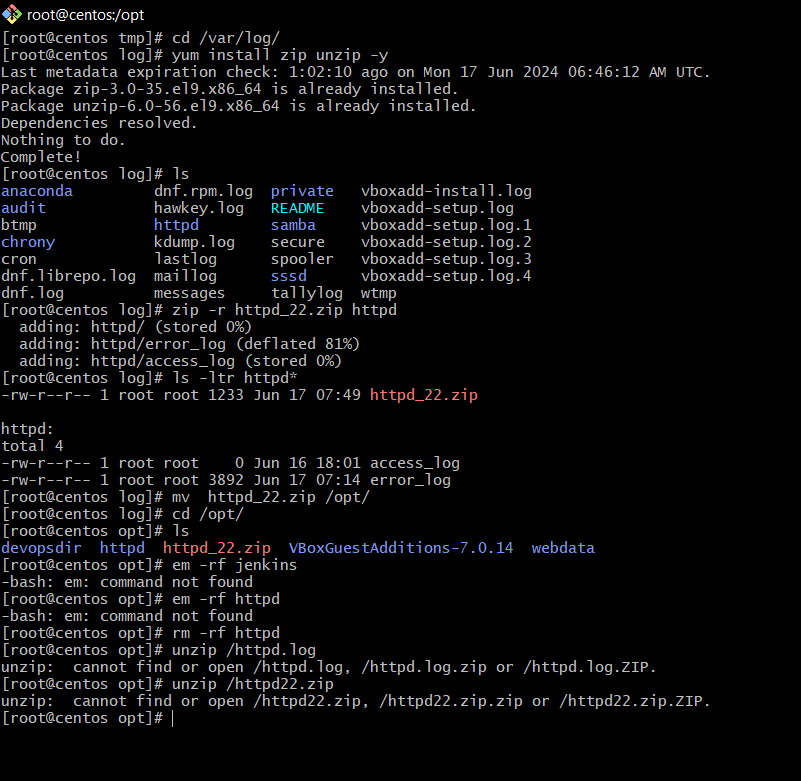 root@centos:/opt
[root@centos tmp]# cd /var/log/
[root@centos log]# yum install zip unzip -y
Last metadata expiration check: 1:02:10 ago on Mon 17 Jun 2024 06:46:12 AM UTC.
Package zip-3.0-35.el9.x86_64 is already installed.
Package unzip-6.0-56.el9.x86_64 is already installed.
Dependencies resolved.
Nothing to do.
Complete!
[root@centos log]# ls
anaconda         dnf.rpm.log  private   vboxadd-install.log
audit            hawkey.log   README    vboxadd-setup.log
btmp             httpd        samba     vboxadd-setup.log.1
chrony           kdump.log    secure    vboxadd-setup.log.2
cron             lastlog      spooler   vboxadd-setup.log.3
dnf.librepo.log  maillog      sssd      vboxadd-setup.log.4
dnf.log          messages     tallylog  wtmp
[root@centos log]# zip -r httpd_22.zip httpd
  adding: httpd/ (stored 0%)
  adding: httpd/error_log (deflated 81%)
  adding: httpd/access_log (stored 0%)
[root@centos log]# ls -ltr httpd*
-rw-r--r-- 1 root root 1233 Jun 17 07:49 httpd_22.zip

httpd:
total 4
-rw-r--r-- 1 root root    0 Jun 16 18:01 access_log
-rw-r--r-- 1 root root 3892 Jun 17 07:14 error_log
[root@centos log]# mv  httpd_22.zip /opt/
[root@centos log]# cd /opt/
[root@centos opt]# ls
devopsdir  httpd  httpd_22.zip  VBoxGuestAdditions-7.0.14  webdata
[root@centos opt]# em -rf jenkins
-bash: em: command not found
[root@centos opt]# em -rf httpd
-bash: em: command not found
[root@centos opt]# rm -rf httpd
[root@centos opt]# unzip /httpd.log
unzip:  cannot find or open /httpd.log, /httpd.log.zip or /httpd.log.ZIP.
[root@centos opt]# unzip /httpd22.zip
unzip:  cannot find or open /httpd22.zip, /httpd22.zip.zip or /httpd22.zip.ZIP.
[root@centos opt]#